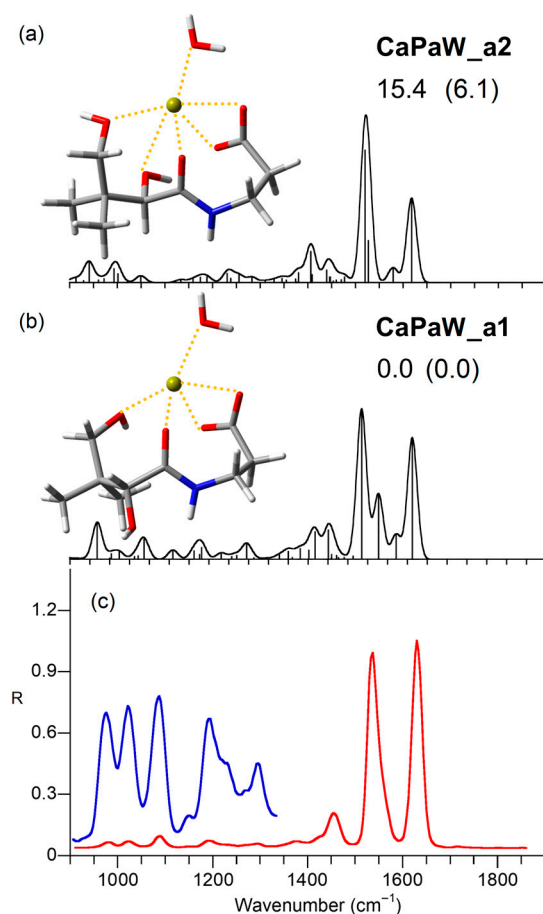 (a)
CaPaW_a2
15.4 (6.1)
(b)
CaPaW_a1
0.0 (0.0)
(c)
1.2
0.9
R
0.6
0.3
0
1000 1200 1400 1600 1800
Wavenumber (cm⁻¹)